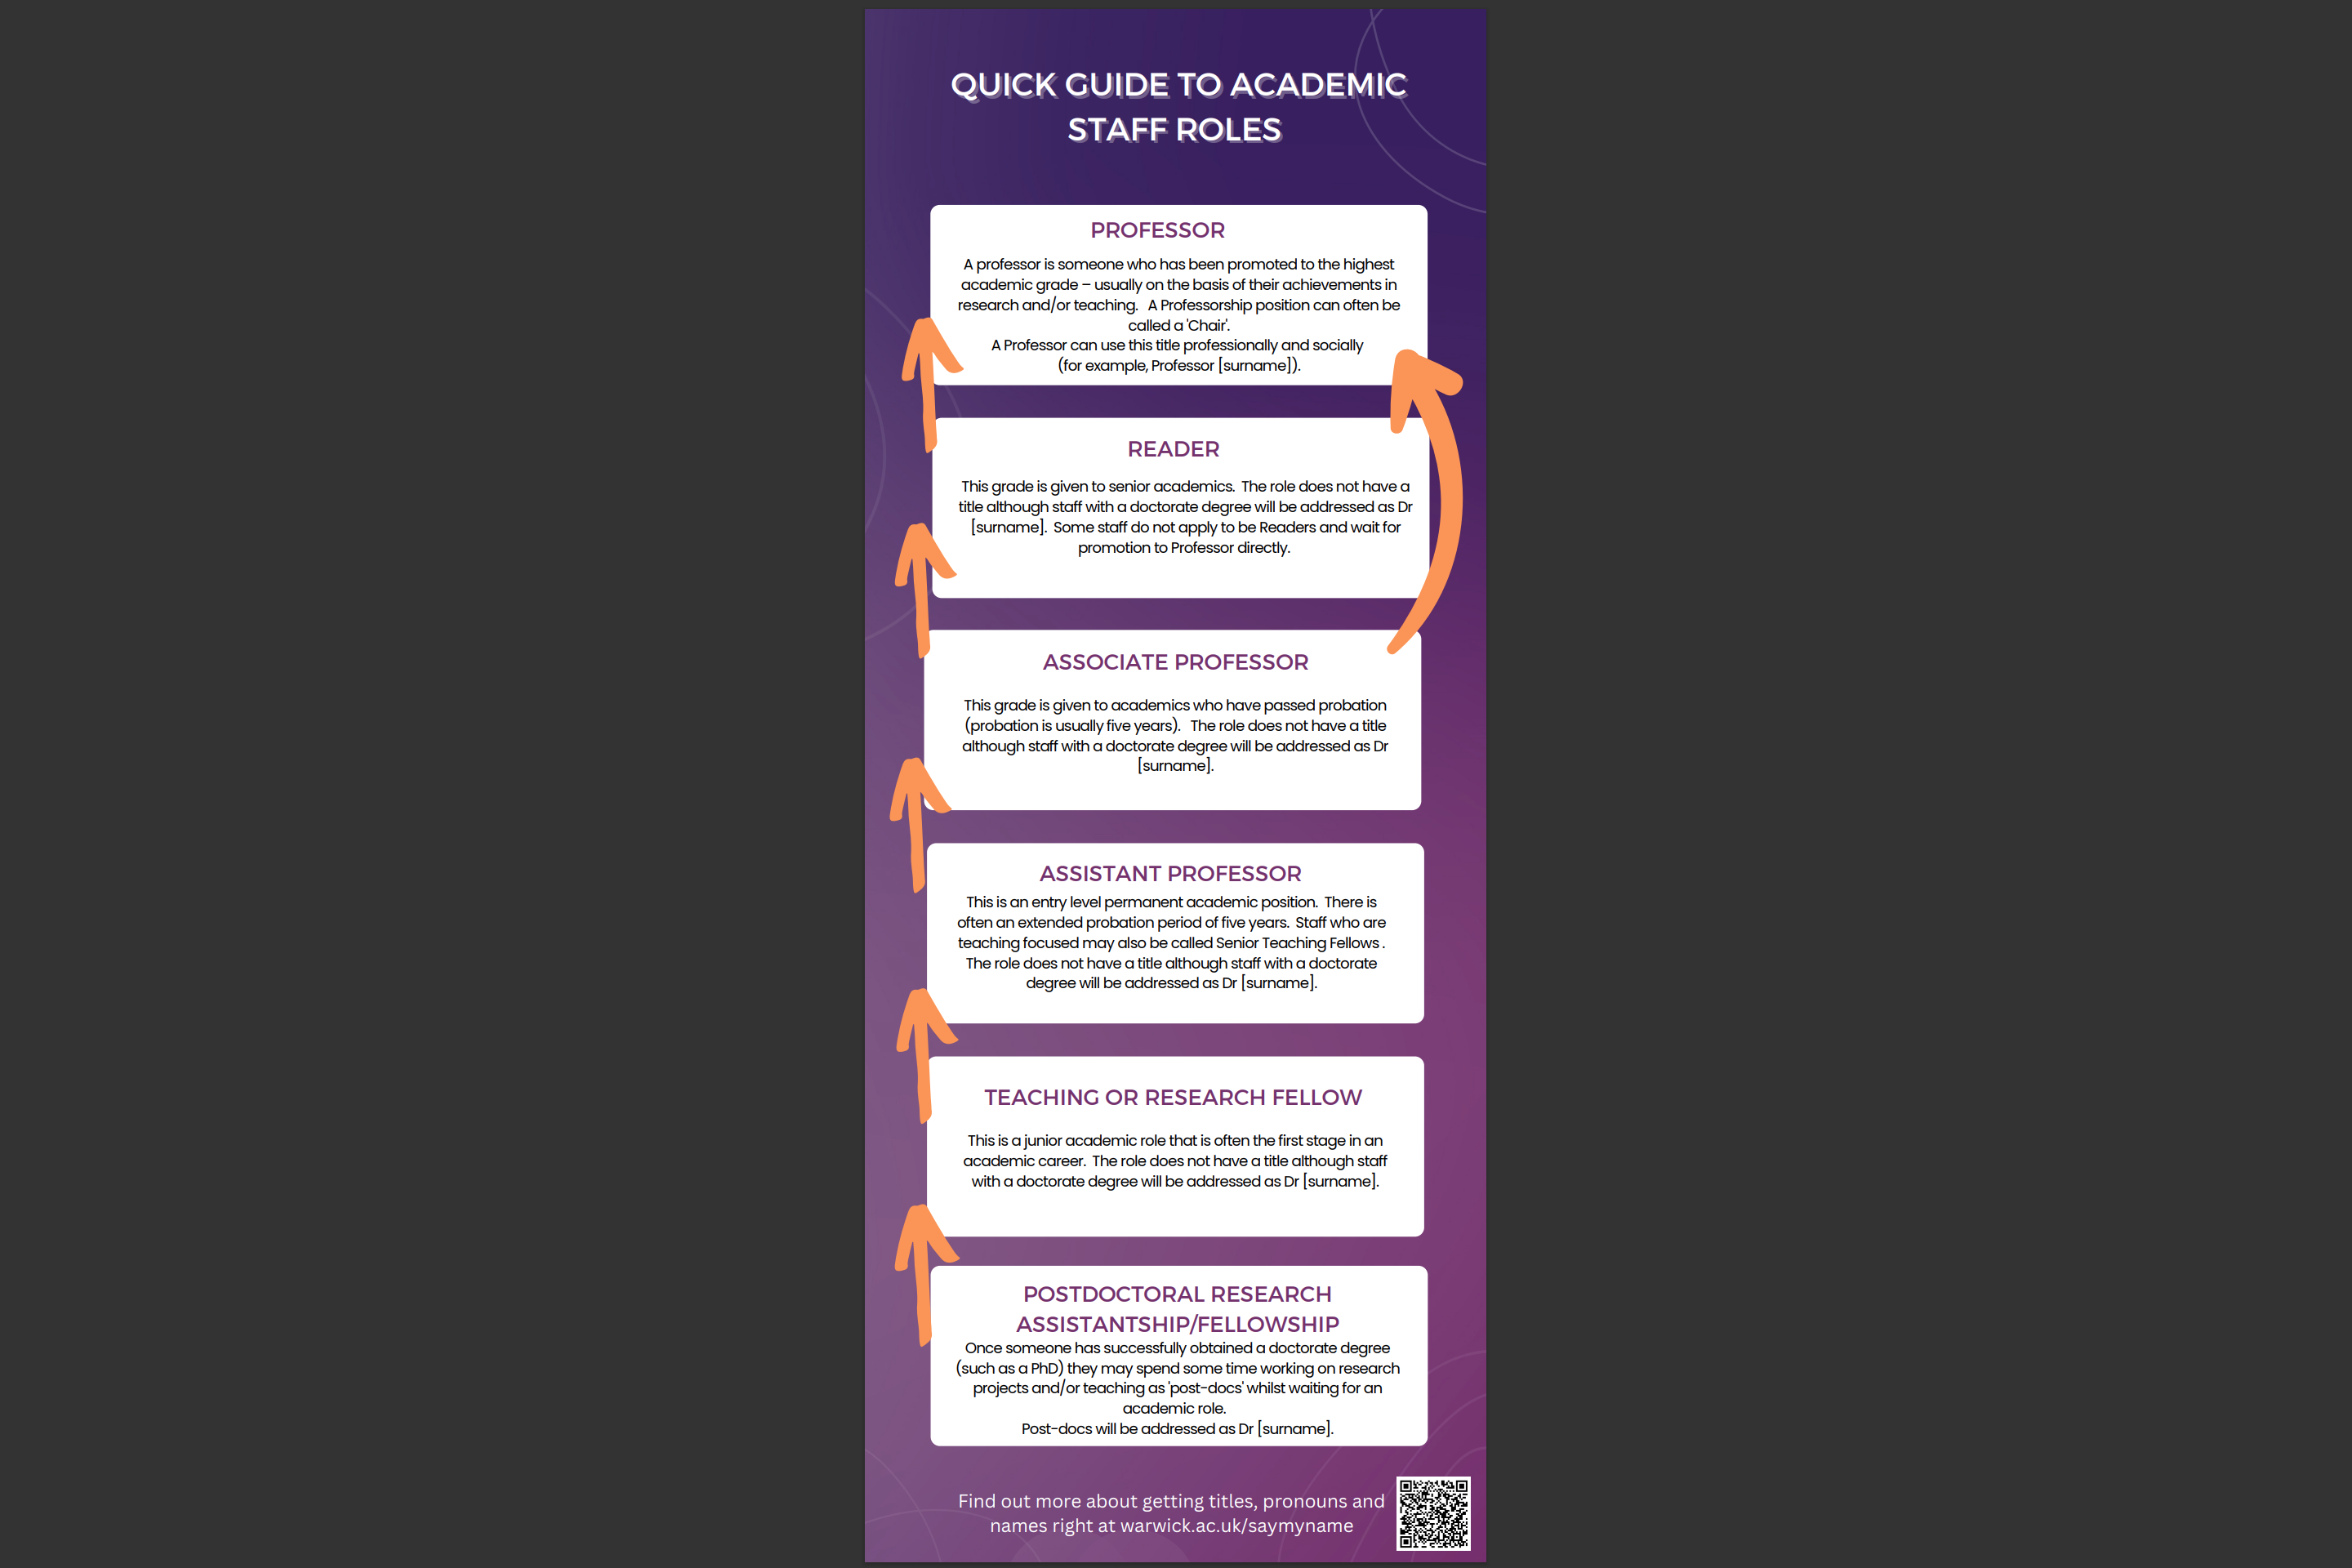 QUICK GUIDE TO ACADEMIC
STAFF ROLES
PROFESSOR
A professor is someone who has been promoted to the highest
academic grade – usually on the basis of their achievements in
research and/or teaching. A Professorship position can often be
called a 'Chair'.
A Professor can use this title professionally and socially
(for example, Professor [surname]).
READER
This grade is given to senior academics. The role does not have a
title although staff with a doctorate degree will be addressed as Dr
[surname]. Some staff do not apply to be Readers and wait for
promotion to Professor directly.
ASSOCIATE PROFESSOR
This grade is given to academics who have passed probation
(probation is usually five years). The role does not have a title
although staff with a doctorate degree will be addressed as Dr
[surname].
ASSISTANT PROFESSOR
This is an entry level permanent academic position. There is
often an extended probation period of five years. Staff who are
teaching focused may also be called Senior Teaching Fellows .
The role does not have a title although staff with a doctorate
degree will be addressed as Dr [surname].
TEACHING OR RESEARCH FELLOW
This is a junior academic role that is often the first stage in an
academic career. The role does not have a title although staff
with a doctorate degree will be addressed as Dr [surname].
POSTDOCTORAL RESEARCH
ASSISTANTSHIP/FELLOWSHIP
Once someone has successfully obtained a doctorate degree
(such as a PhD) they may spend some time working on research
projects and/or teaching as 'post-docs' whilst waiting for an
academic role.
Post-docs will be addressed as Dr [surname].
Find out more about getting titles, pronouns and
names right at warwick.ac.uk/saymyname